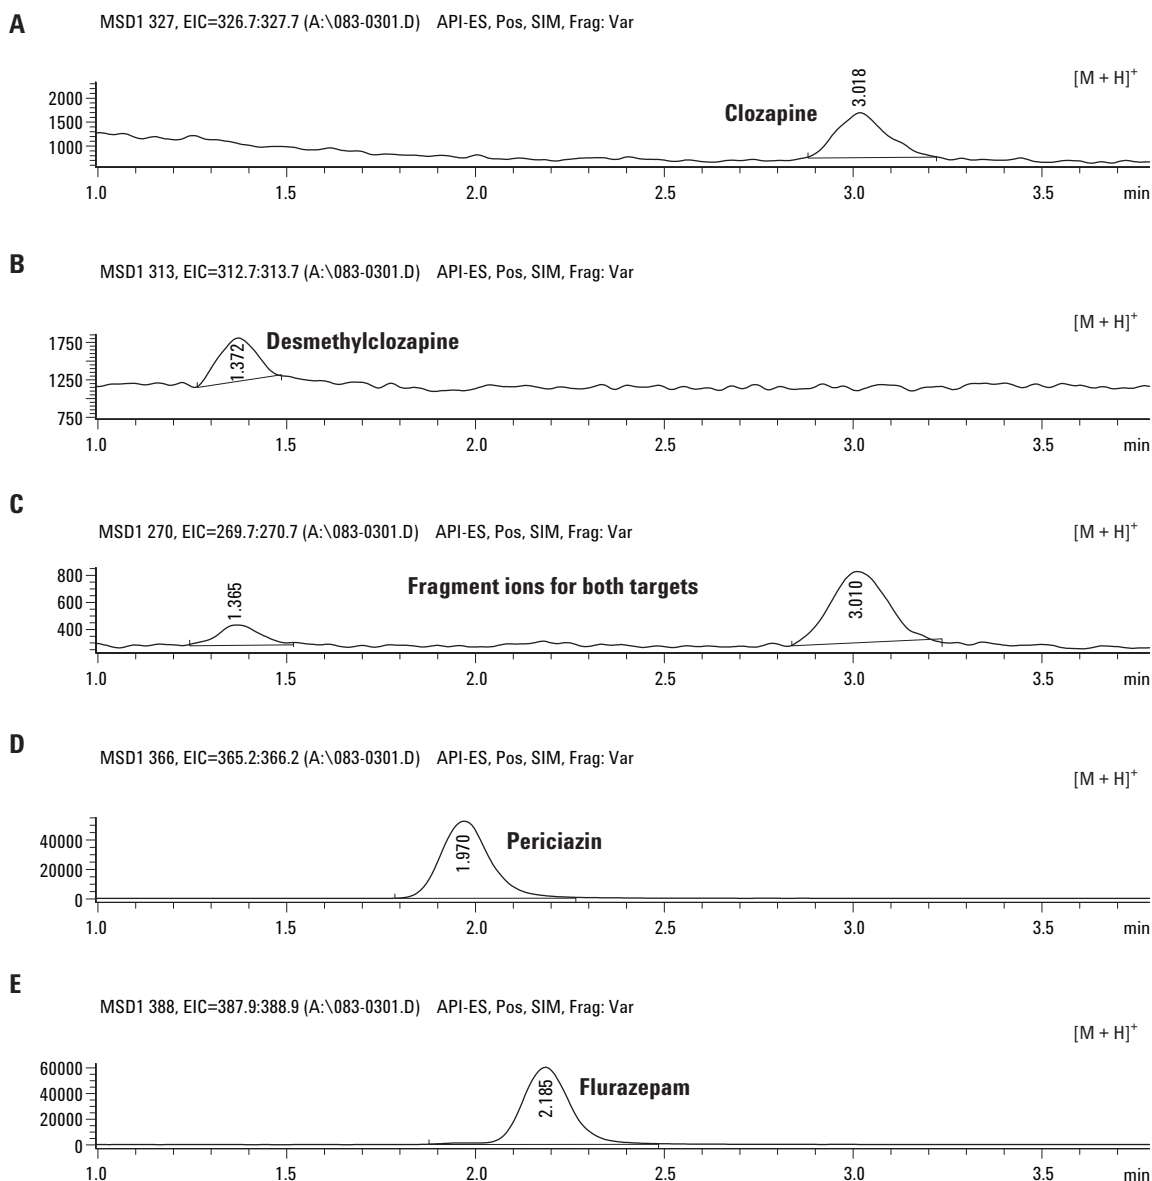 A
MSD1 327, EIC=326.7:327.7 (A:\083-0301.D) API-ES, Pos, SIM, Frag: Var
[M + H]+
3.018
Clozapine
2000
1500
1000
1.0 1.5 2.0 2.5 3.0 3.5 min
B
MSD1 313, EIC=312.7:313.7 (A:\083-0301.D) API-ES, Pos, SIM, Frag: Var
[M + H]+
Desmethylclozapine
1.372
1750
1250
750
1.0 1.5 2.0 2.5 3.0 3.5 min
C
MSD1 270, EIC=269.7:270.7 (A:\083-0301.D) API-ES, Pos, SIM, Frag: Var
[M + H]+
Fragment ions for both targets
1.365
3.010
800
600
400
1.0 1.5 2.0 2.5 3.0 3.5 min
D
MSD1 366, EIC=365.2:366.2 (A:\083-0301.D) API-ES, Pos, SIM, Frag: Var
[M + H]+
Periciazin
1.970
40000
20000
0
1.0 1.5 2.0 2.5 3.0 3.5 min
E
MSD1 388, EIC=387.9:388.9 (A:\083-0301.D) API-ES, Pos, SIM, Frag: Var
[M + H]+
Flurazepam
2.185
60000
40000
20000
0
1.0 1.5 2.0 2.5 3.0 3.5 min